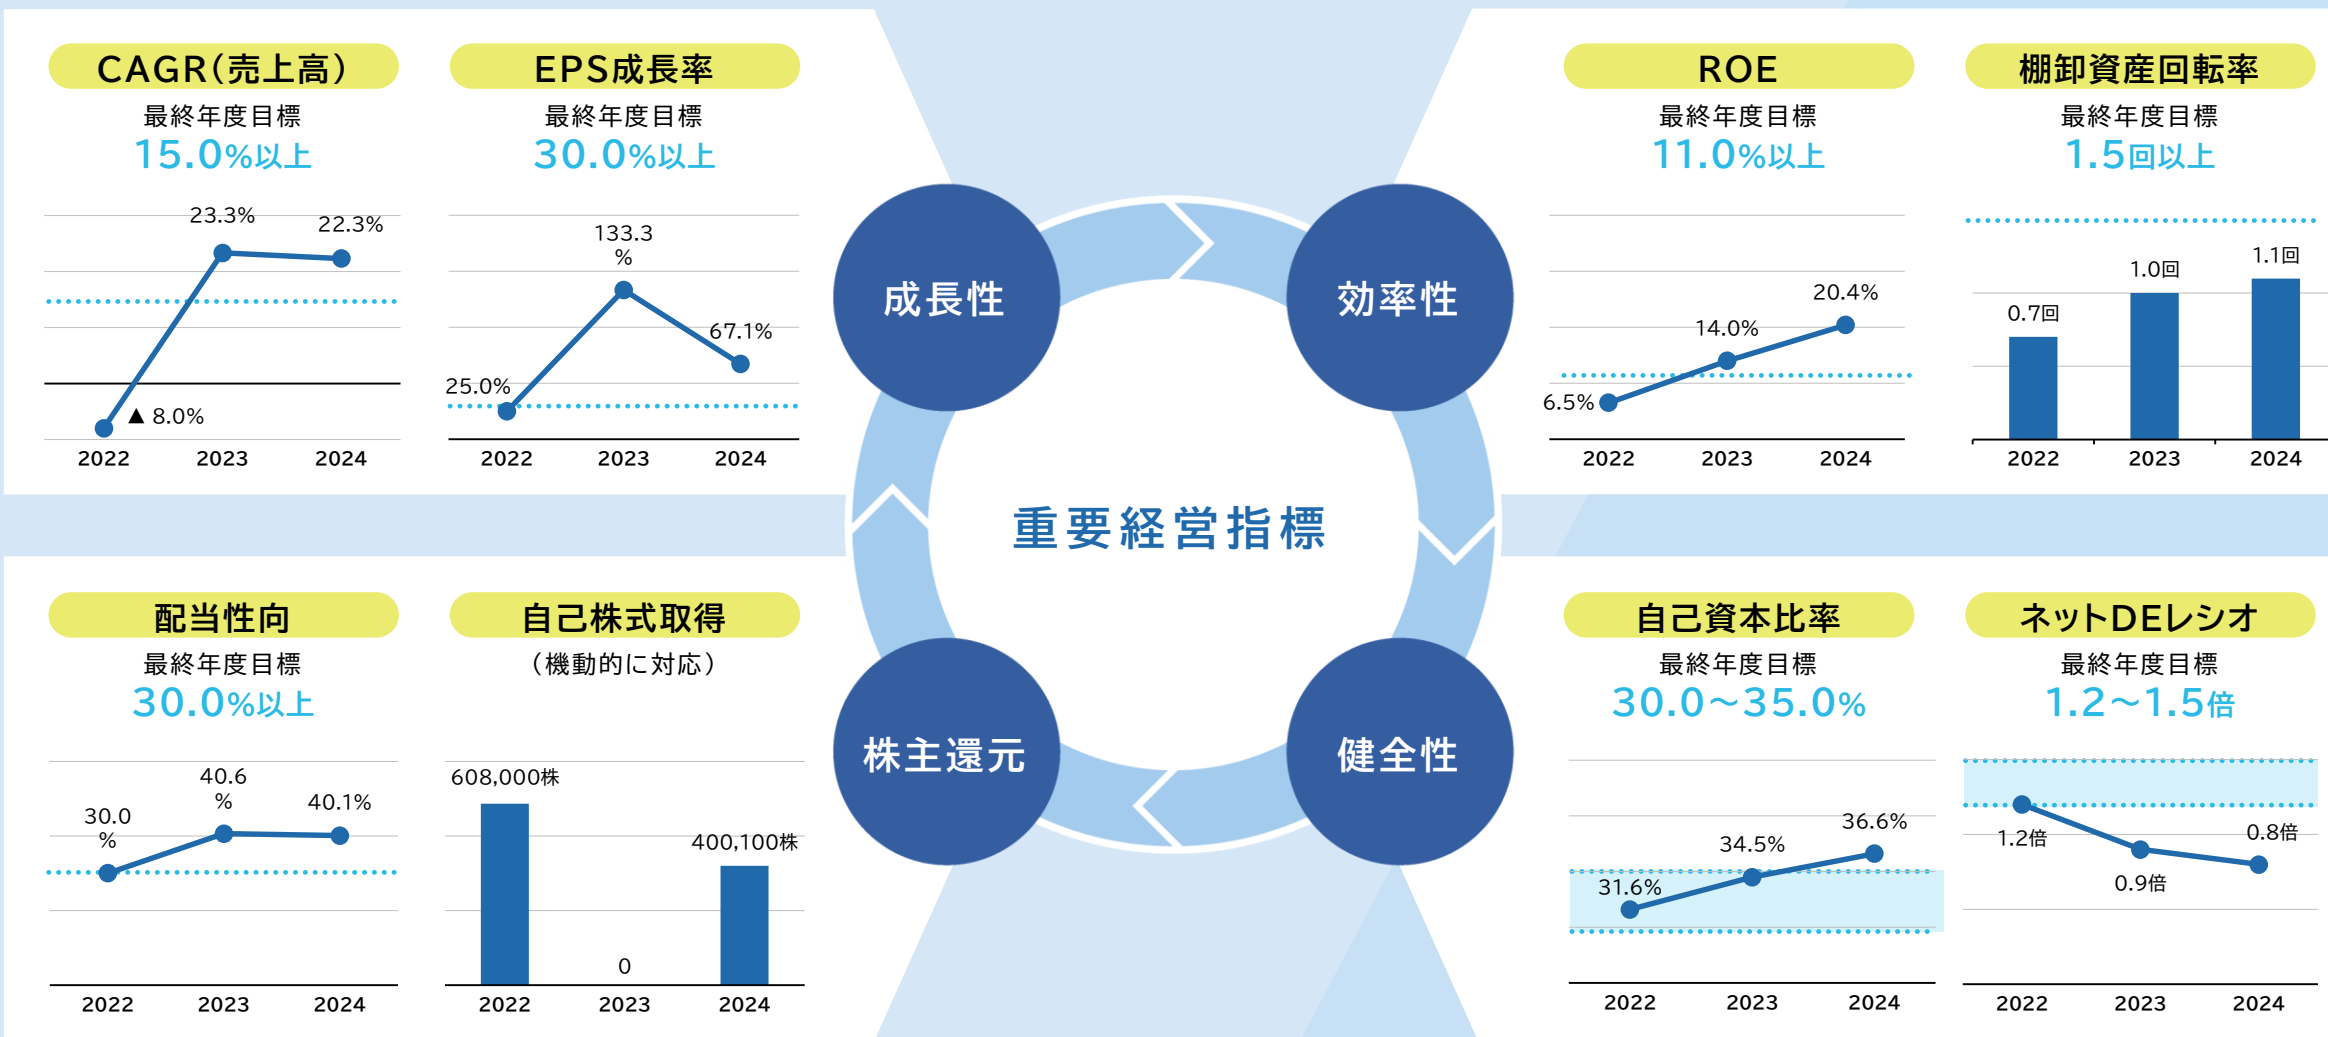 CAGR(売上高)
最終年度目標
15.0%以上
23.3%
22.3%
▲ 8.0%
2022 2023 2024
EPS成長率
最終年度目標
30.0%以上
133.3
%
67.1%
25.0%
2022 2023 2024
ROE
最終年度目標
11.0%以上
20.4%
14.0%
6.5%
2022 2023 2024
棚卸資産回転率
最終年度目標
1.5回以上
1.1回
1.0回
0.7回
2022 2023 2024
成長性
効率性
重要経営指標
株主還元
健全性
配当性向
最終年度目標
30.0%以上
40.6
%
40.1%
30.0
%
2022 2023 2024
自己株式取得
(機動的に対応)
608,000株
400,100株
0
2022 2023 2024
自己資本比率
最終年度目標
30.0〜35.0%
36.6%
34.5%
31.6%
2022 2023 2024
ネットDEレシオ
最終年度目標
1.2〜1.5倍
1.2倍
0.8倍
0.9倍
2022 2023 2024